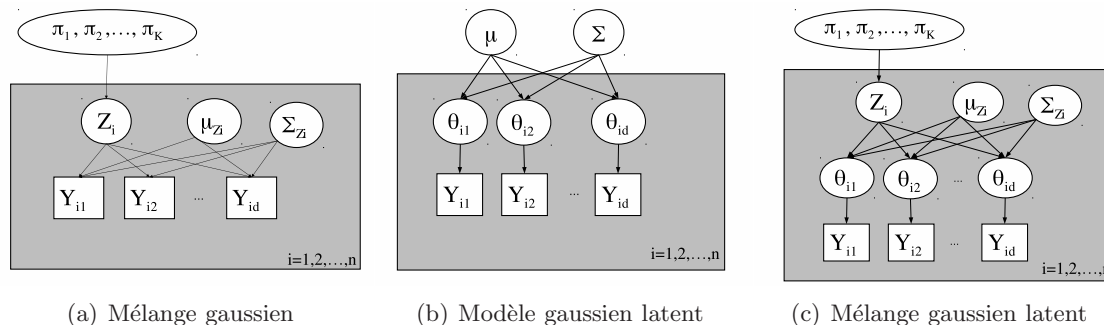 π₁, π₂,…, πK
Zᵢ μZi ΣZi
Yi1 Yi2 ... Yid
i=1,2,…,n
(a) Mélange gaussien
μ Σ
θi1 θi2 θid
Yi1 Yi2 ... Yid
i=1,2,…,n
(b) Modèle gaussien latent
π₁, π₂,…, πK
Zᵢ μZi ΣZi
θi1 θi2 ... θid
Yi1 Yi2 ... Yid
i=1,2,…,n
(c) Mélange gaussien latent